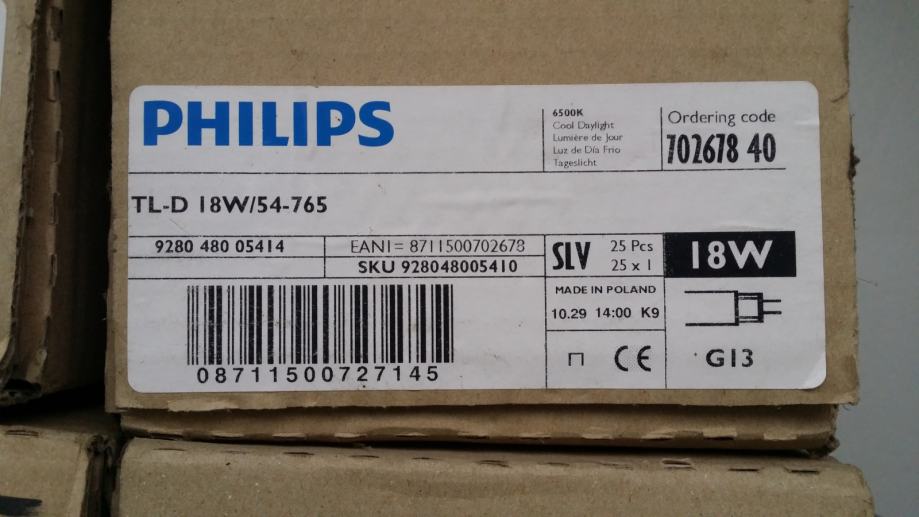 PHILIPS
6500K
Cool Daylight
Lumière de Jour
Luz de Día Frio
Tageslicht
Ordering code
702678 40
TL-D 18W/54-765
9280 480 05414
EAN1= 8711500702678
SKU 928048005410
SLV
25 Pcs
25 x 1
18W
MADE IN POLAND
10.29 14:00 K9
CE
G13
08711500727145